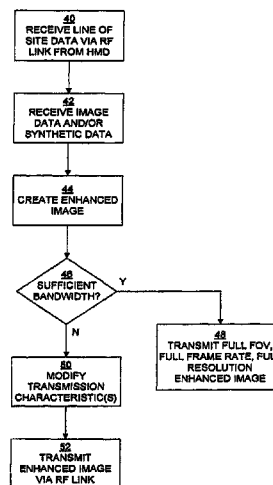 40
RECEIVE LINE OF
SITE DATA VIA RF
LINK FROM HMD
42
RECEIVE IMAGE
DATA AND/OR
SYNTHETIC DATA
44
CREATE ENHANCED
IMAGE
46
SUFFICIENT
BANDWIDTH?
Y
N
48
TRANSMIT FULL FOV,
FULL FRAME RATE, FULL
RESOLUTION
ENHANCED IMAGE
50
MODIFY
TRANSMISSION
CHARACTERISTIC(S)
52
TRANSMIT
ENHANCED IMAGE
VIA RF LINK